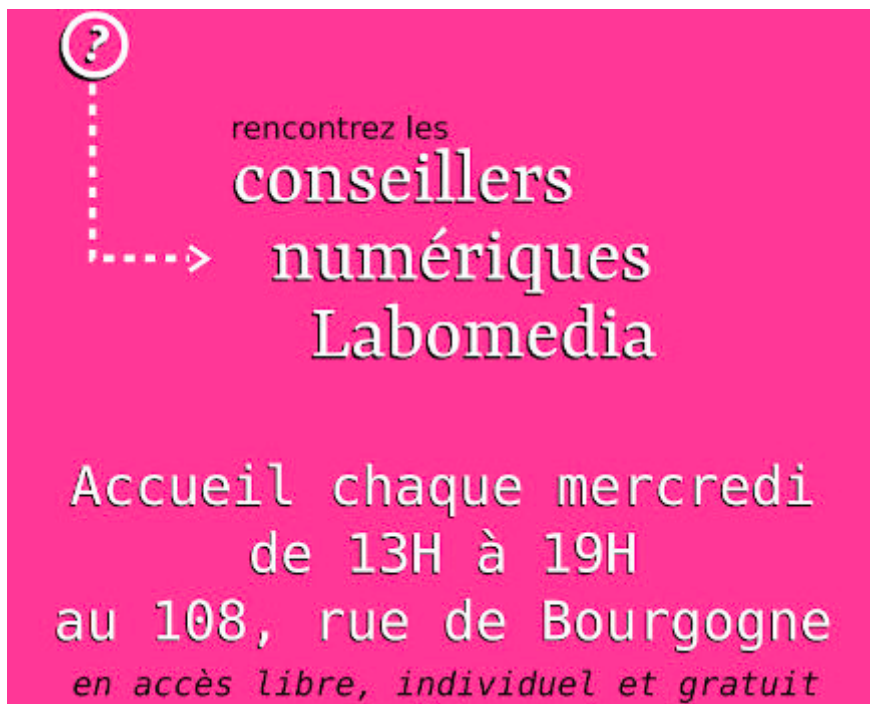 ?
rencontrez les
conseillers
numériques
Labomedia
Accueil chaque mercredi
de 13H à 19H
au 108, rue de Bourgogne
en accès libre, individuel et gratuit